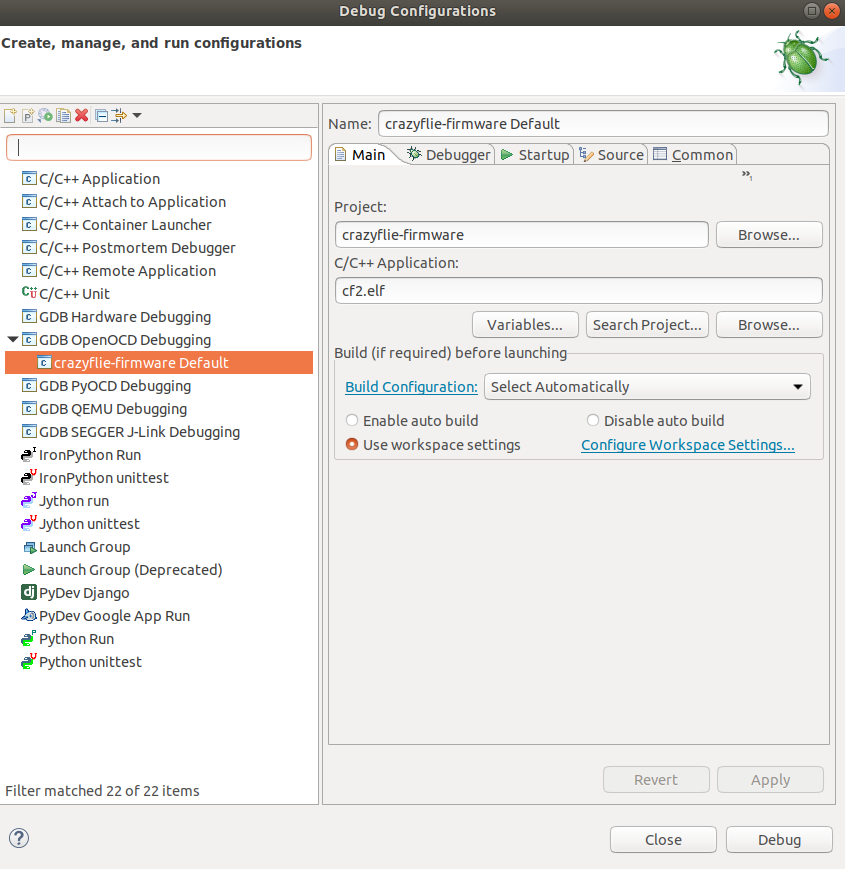 Debug Configurations
Create, manage, and run configurations
C/C++ Application
C/C++ Attach to Application
C/C++ Container Launcher
C/C++ Postmortem Debugger
C/C++ Remote Application
C/C++ Unit
GDB Hardware Debugging
GDB OpenOCD Debugging
crazyflie-firmware Default
GDB PyOCD Debugging
GDB QEMU Debugging
GDB SEGGER J-Link Debugging
IronPython Run
IronPython unittest
Jython run
Jython unittest
Launch Group
Launch Group (Deprecated)
PyDev Django
PyDev Google App Run
Python Run
Python unittest
Filter matched 22 of 22 items
Name: crazyflie-firmware Default
Main Debugger Startup Source Common
»1
Project:
crazyflie-firmware Browse...
C/C++ Application:
cf2.elf
Variables... Search Project... Browse...
Build (if required) before launching
Build Configuration: Select Automatically
Enable auto build Disable auto build
Use workspace settings Configure Workspace Settings...
Revert Apply
? Close Debug